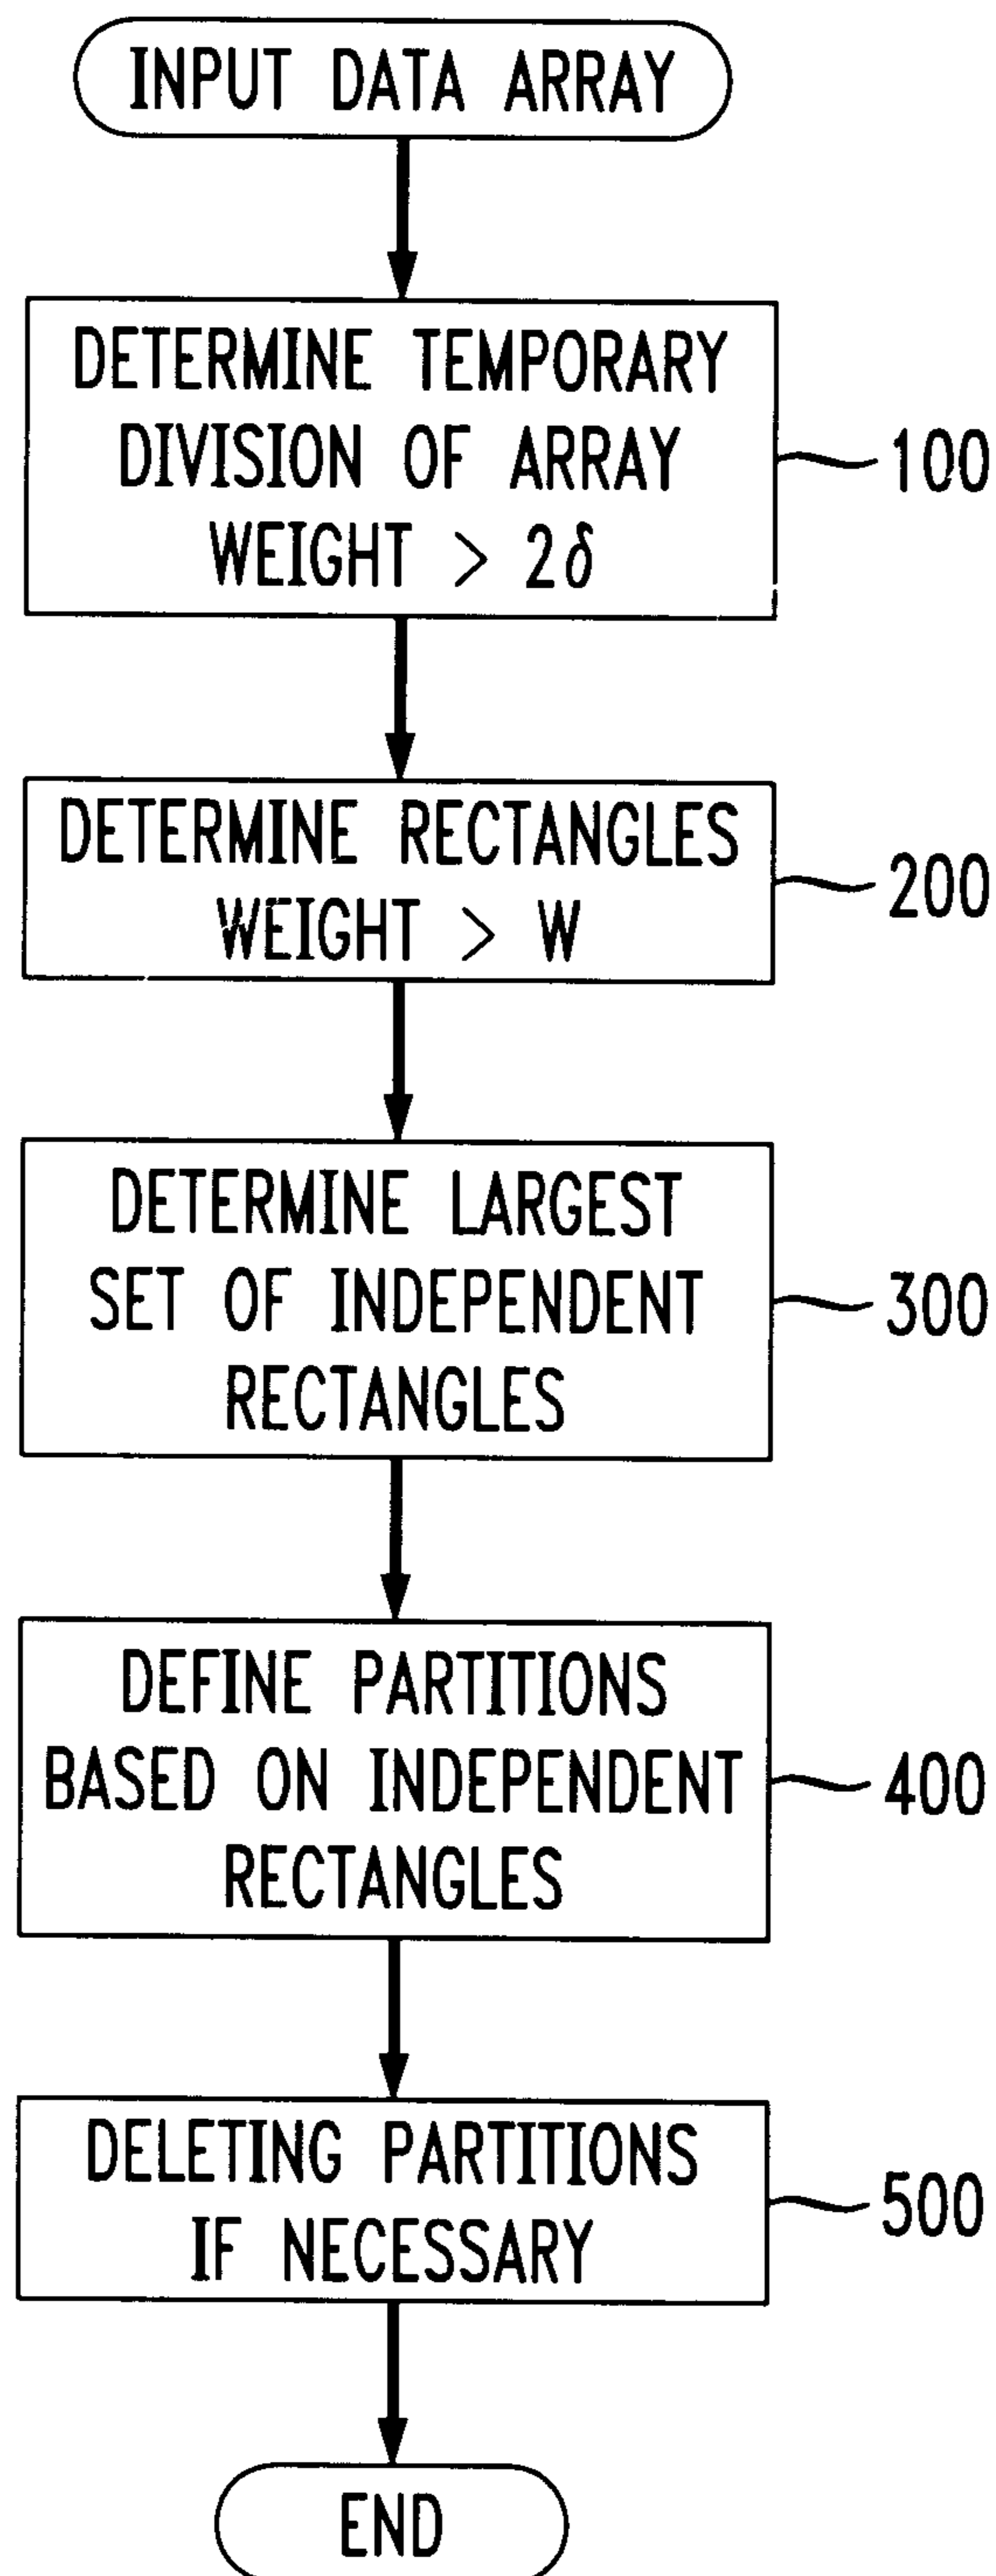 INPUT DATA ARRAY
DETERMINE TEMPORARY
DIVISION OF ARRAY
WEIGHT > 2δ
100
DETERMINE RECTANGLES
WEIGHT > W
200
DETERMINE LARGEST
SET OF INDEPENDENT
RECTANGLES
300
DEFINE PARTITIONS
BASED ON INDEPENDENT
RECTANGLES
400
DELETING PARTITIONS
IF NECESSARY
500
END